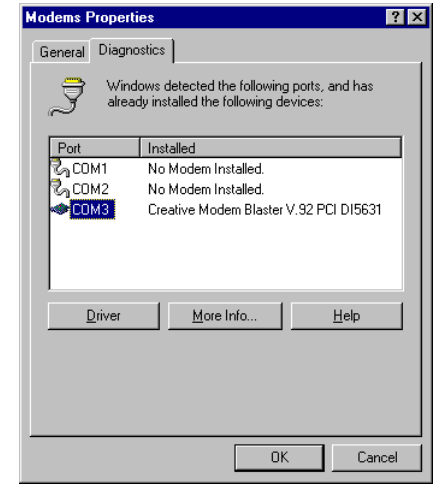 Modems Properties
General Diagnostics
Windows detected the following ports, and has
already installed the following devices:
Port Installed
COM1 No Modem Installed.
COM2 No Modem Installed.
COM3 Creative Modem Blaster V.92 PCI DI5631
Driver More Info... Help
OK Cancel